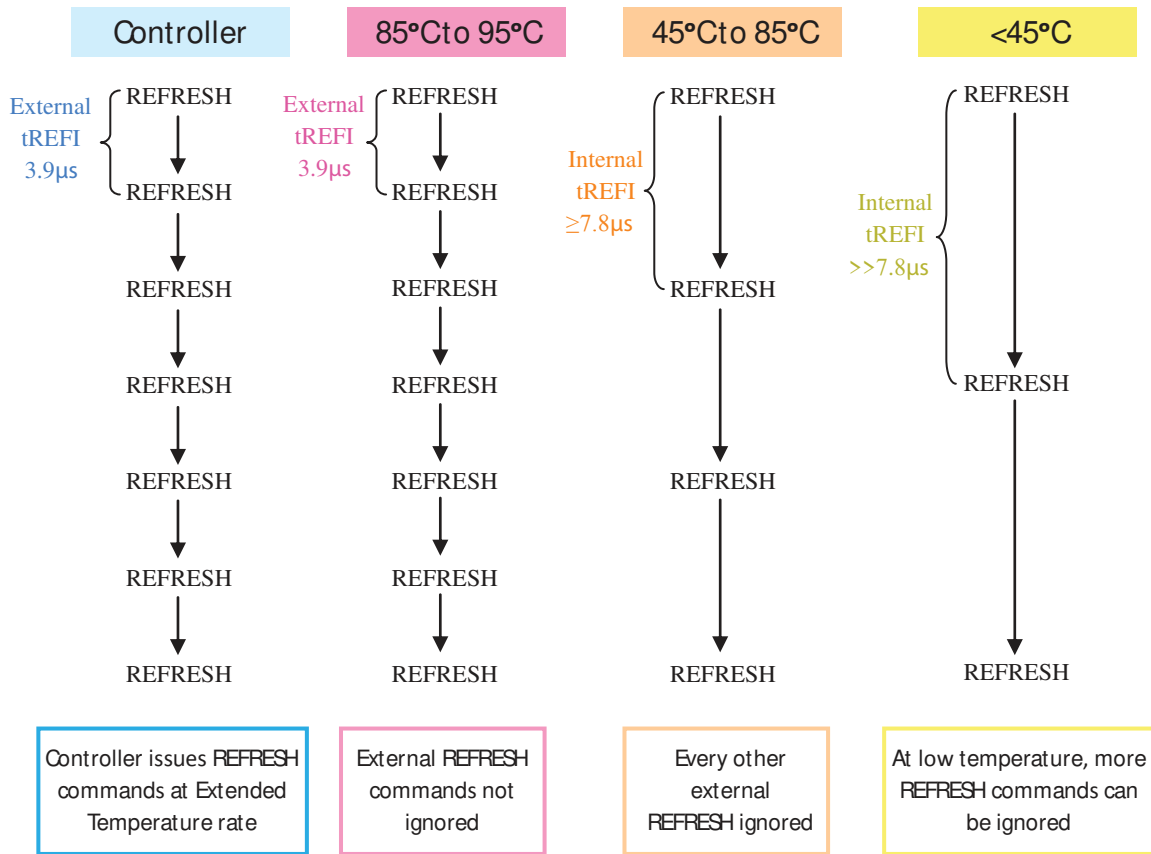 Controller
85°Cto 95°C
45°Cto 85°C
<45°C
External
tREFI
3.9µs
REFRESH
REFRESH
REFRESH
REFRESH
REFRESH
REFRESH
REFRESH
Controller issues REFRESH
commands at Extended
Temperature rate
External
tREFI
3.9µs
REFRESH
REFRESH
REFRESH
REFRESH
REFRESH
REFRESH
REFRESH
External REFRESH
commands not
ignored
Internal
tREFI
≥7.8µs
REFRESH
REFRESH
REFRESH
REFRESH
Every other
external
REFRESH ignored
Internal
tREFI
>>7.8µs
REFRESH
REFRESH
REFRESH
At low temperature, more
REFRESH commands can
be ignored